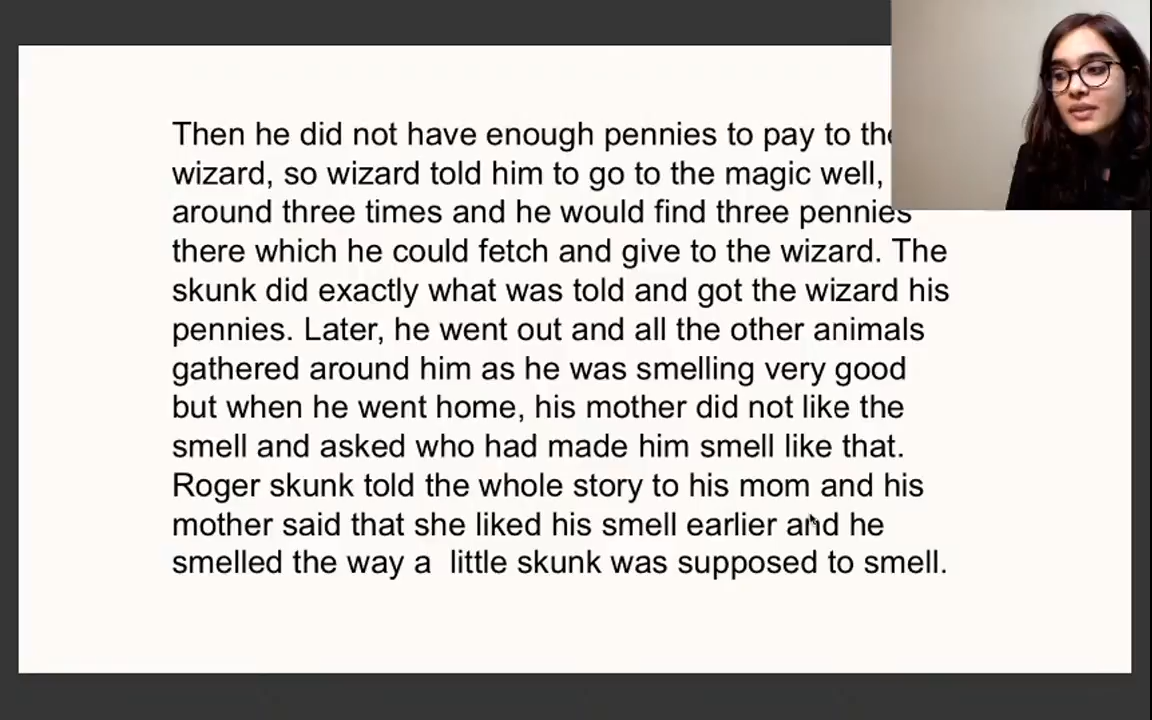 Then he did not have enough pennies to pay to the
wizard, so wizard told him to go to the magic well,
around three times and he would find three pennies
there which he could fetch and give to the wizard. The
skunk did exactly what was told and got the wizard his
pennies. Later, he went out and all the other animals
gathered around him as he was smelling very good
but when he went home, his mother did not like the
smell and asked who had made him smell like that.
Roger skunk told the whole story to his mom and his
mother said that she liked his smell earlier and he
smelled the way a  little skunk was supposed to smell.